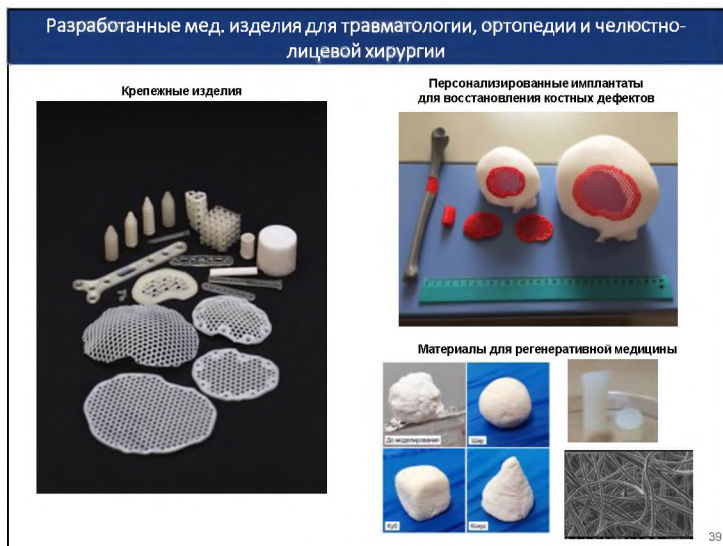 Разработанные мед. изделия для травматологии, ортопедии и челюстно-
лицевой хирургии
Крепежные изделия
Персонализированные имплантаты
для восстановления костных дефектов
Материалы для регенеративной медицины
До моделирования
Шар
Куб
Конус
39